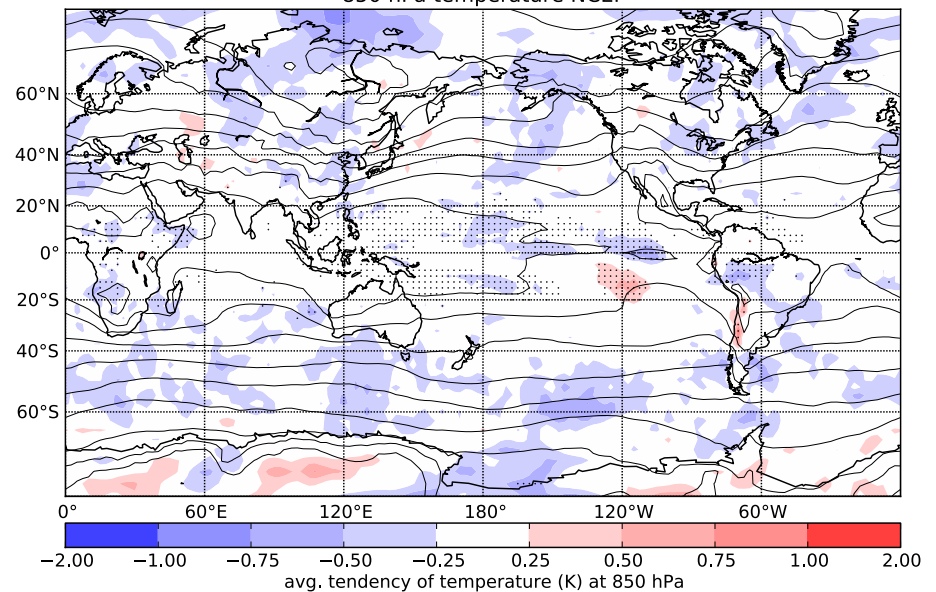 60°N
40°N
20°N
0°
20°S
40°S
60°S
0° 60°E 120°E 180° 120°W 60°W
−2.00 −1.00 −0.75 −0.50 −0.25 0.25 0.50 0.75 1.00 2.00
avg. tendency of temperature (K) at 850 hPa